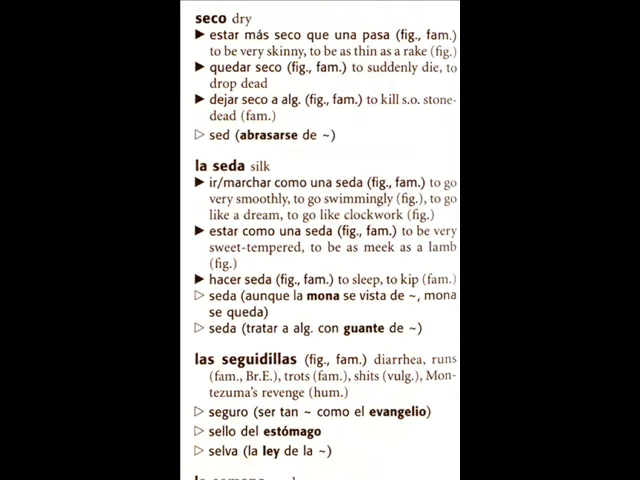 seco dry
▶ estar más seco que una pasa (fig., fam.)
to be very skinny, to be as thin as a rake (fig.)
▶ quedar seco (fig., fam.) to suddenly die, to
drop dead
▶ dejar seco a alg. (fig., fam.) to kill s.o. stone-
dead (fam.)
▷ sed (abrasarse de ~)
la seda silk
▶ ir/marchar como una seda (fig., fam.) to go
very smoothly, to go swimmingly (fig.), to go
like a dream, to go like clockwork (fig.)
▶ estar como una seda (fig., fam.) to be very
sweet-tempered, to be as meek as a lamb
(fig.)
▶ hacer seda (fig., fam.) to sleep, to kip (fam.)
▷ seda (aunque la mona se vista de ~, mona
se queda)
▷ seda (tratar a alg. con guante de ~)
las seguidillas (fig., fam.) diarrhea, runs
(fam., Br.E.), trots (fam.), shits (vulg.), Mon-
tezuma's revenge (hum.)
▷ seguro (ser tan ~ como el evangelio)
▷ sello del estómago
▷ selva (la ley de la ~)